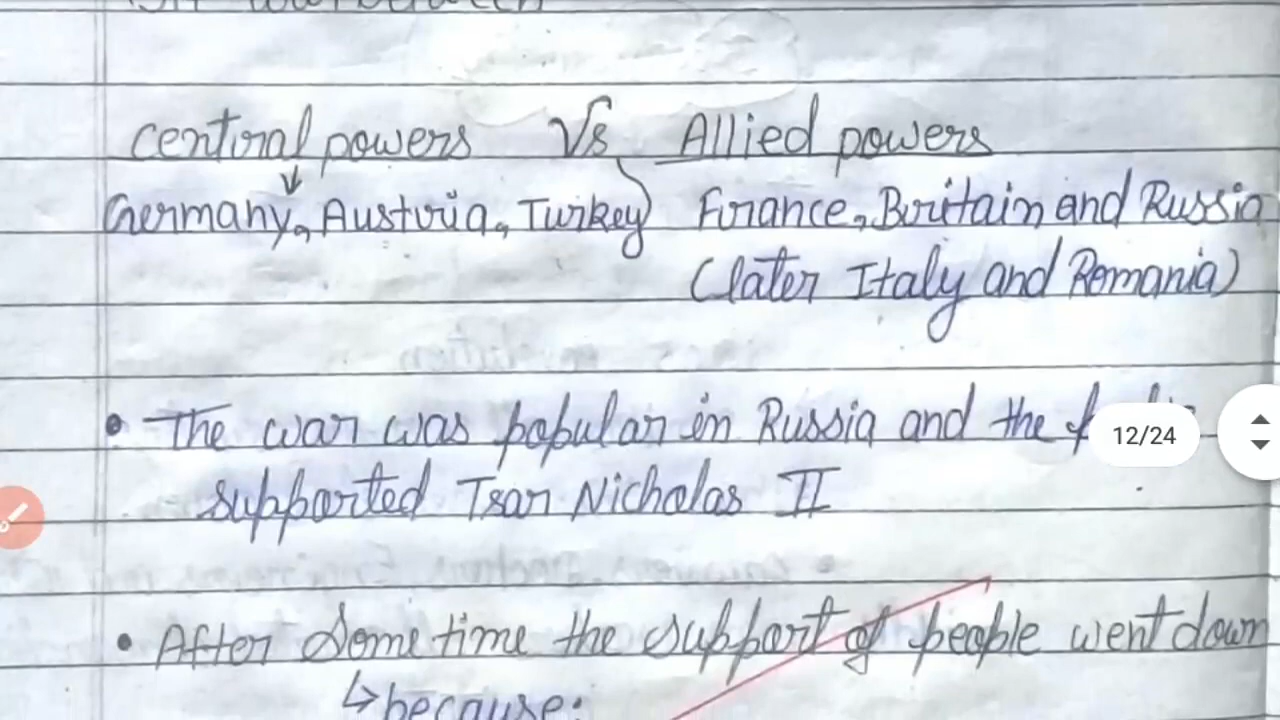 Central powers Vs Allied powers
Germany, Austria, Turkey France, Britain and Russia
(later Italy and Romania)
• The war was popular in Russia and the
12/24
supported Tsar Nicholas II
• After Some time the support of people went down
↳ because: